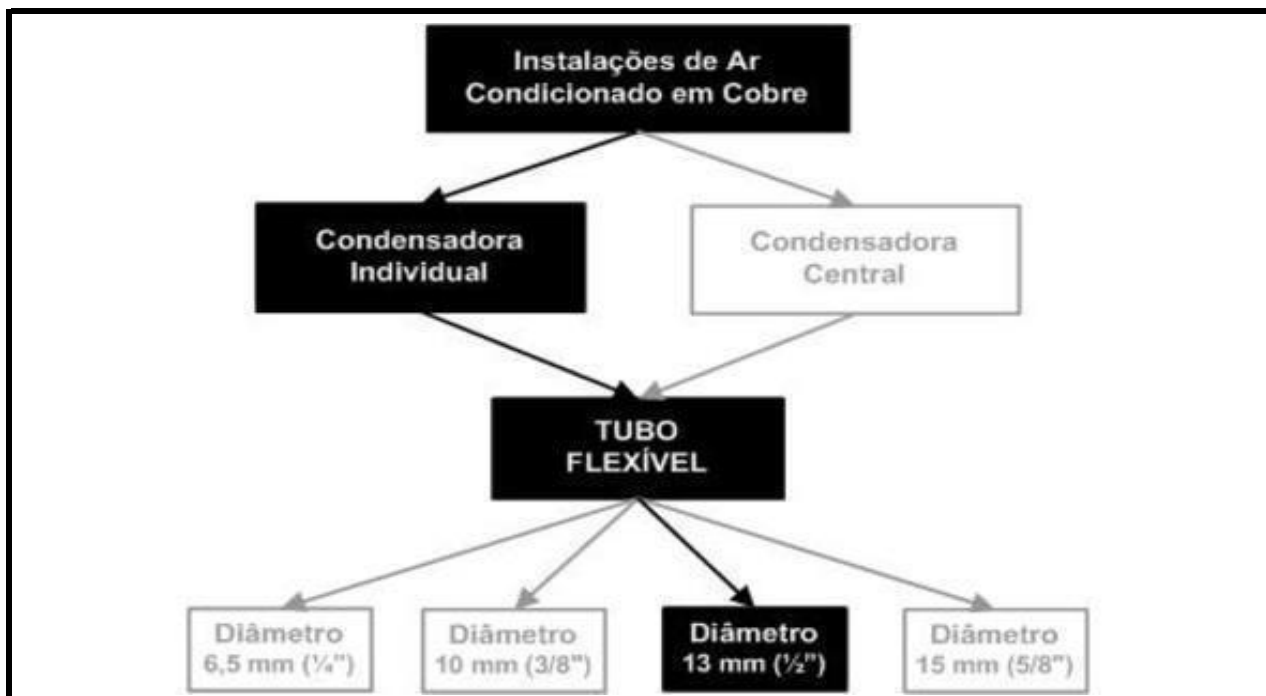 Instalações de Ar
Condicionado em Cobre
Condensadora
Individual
Condensadora
Central
TUBO
FLEXÍVEL
Diâmetro
6,5 mm (¼")
Diâmetro
10 mm (3/8")
Diâmetro
13 mm (½")
Diâmetro
15 mm (5/8")